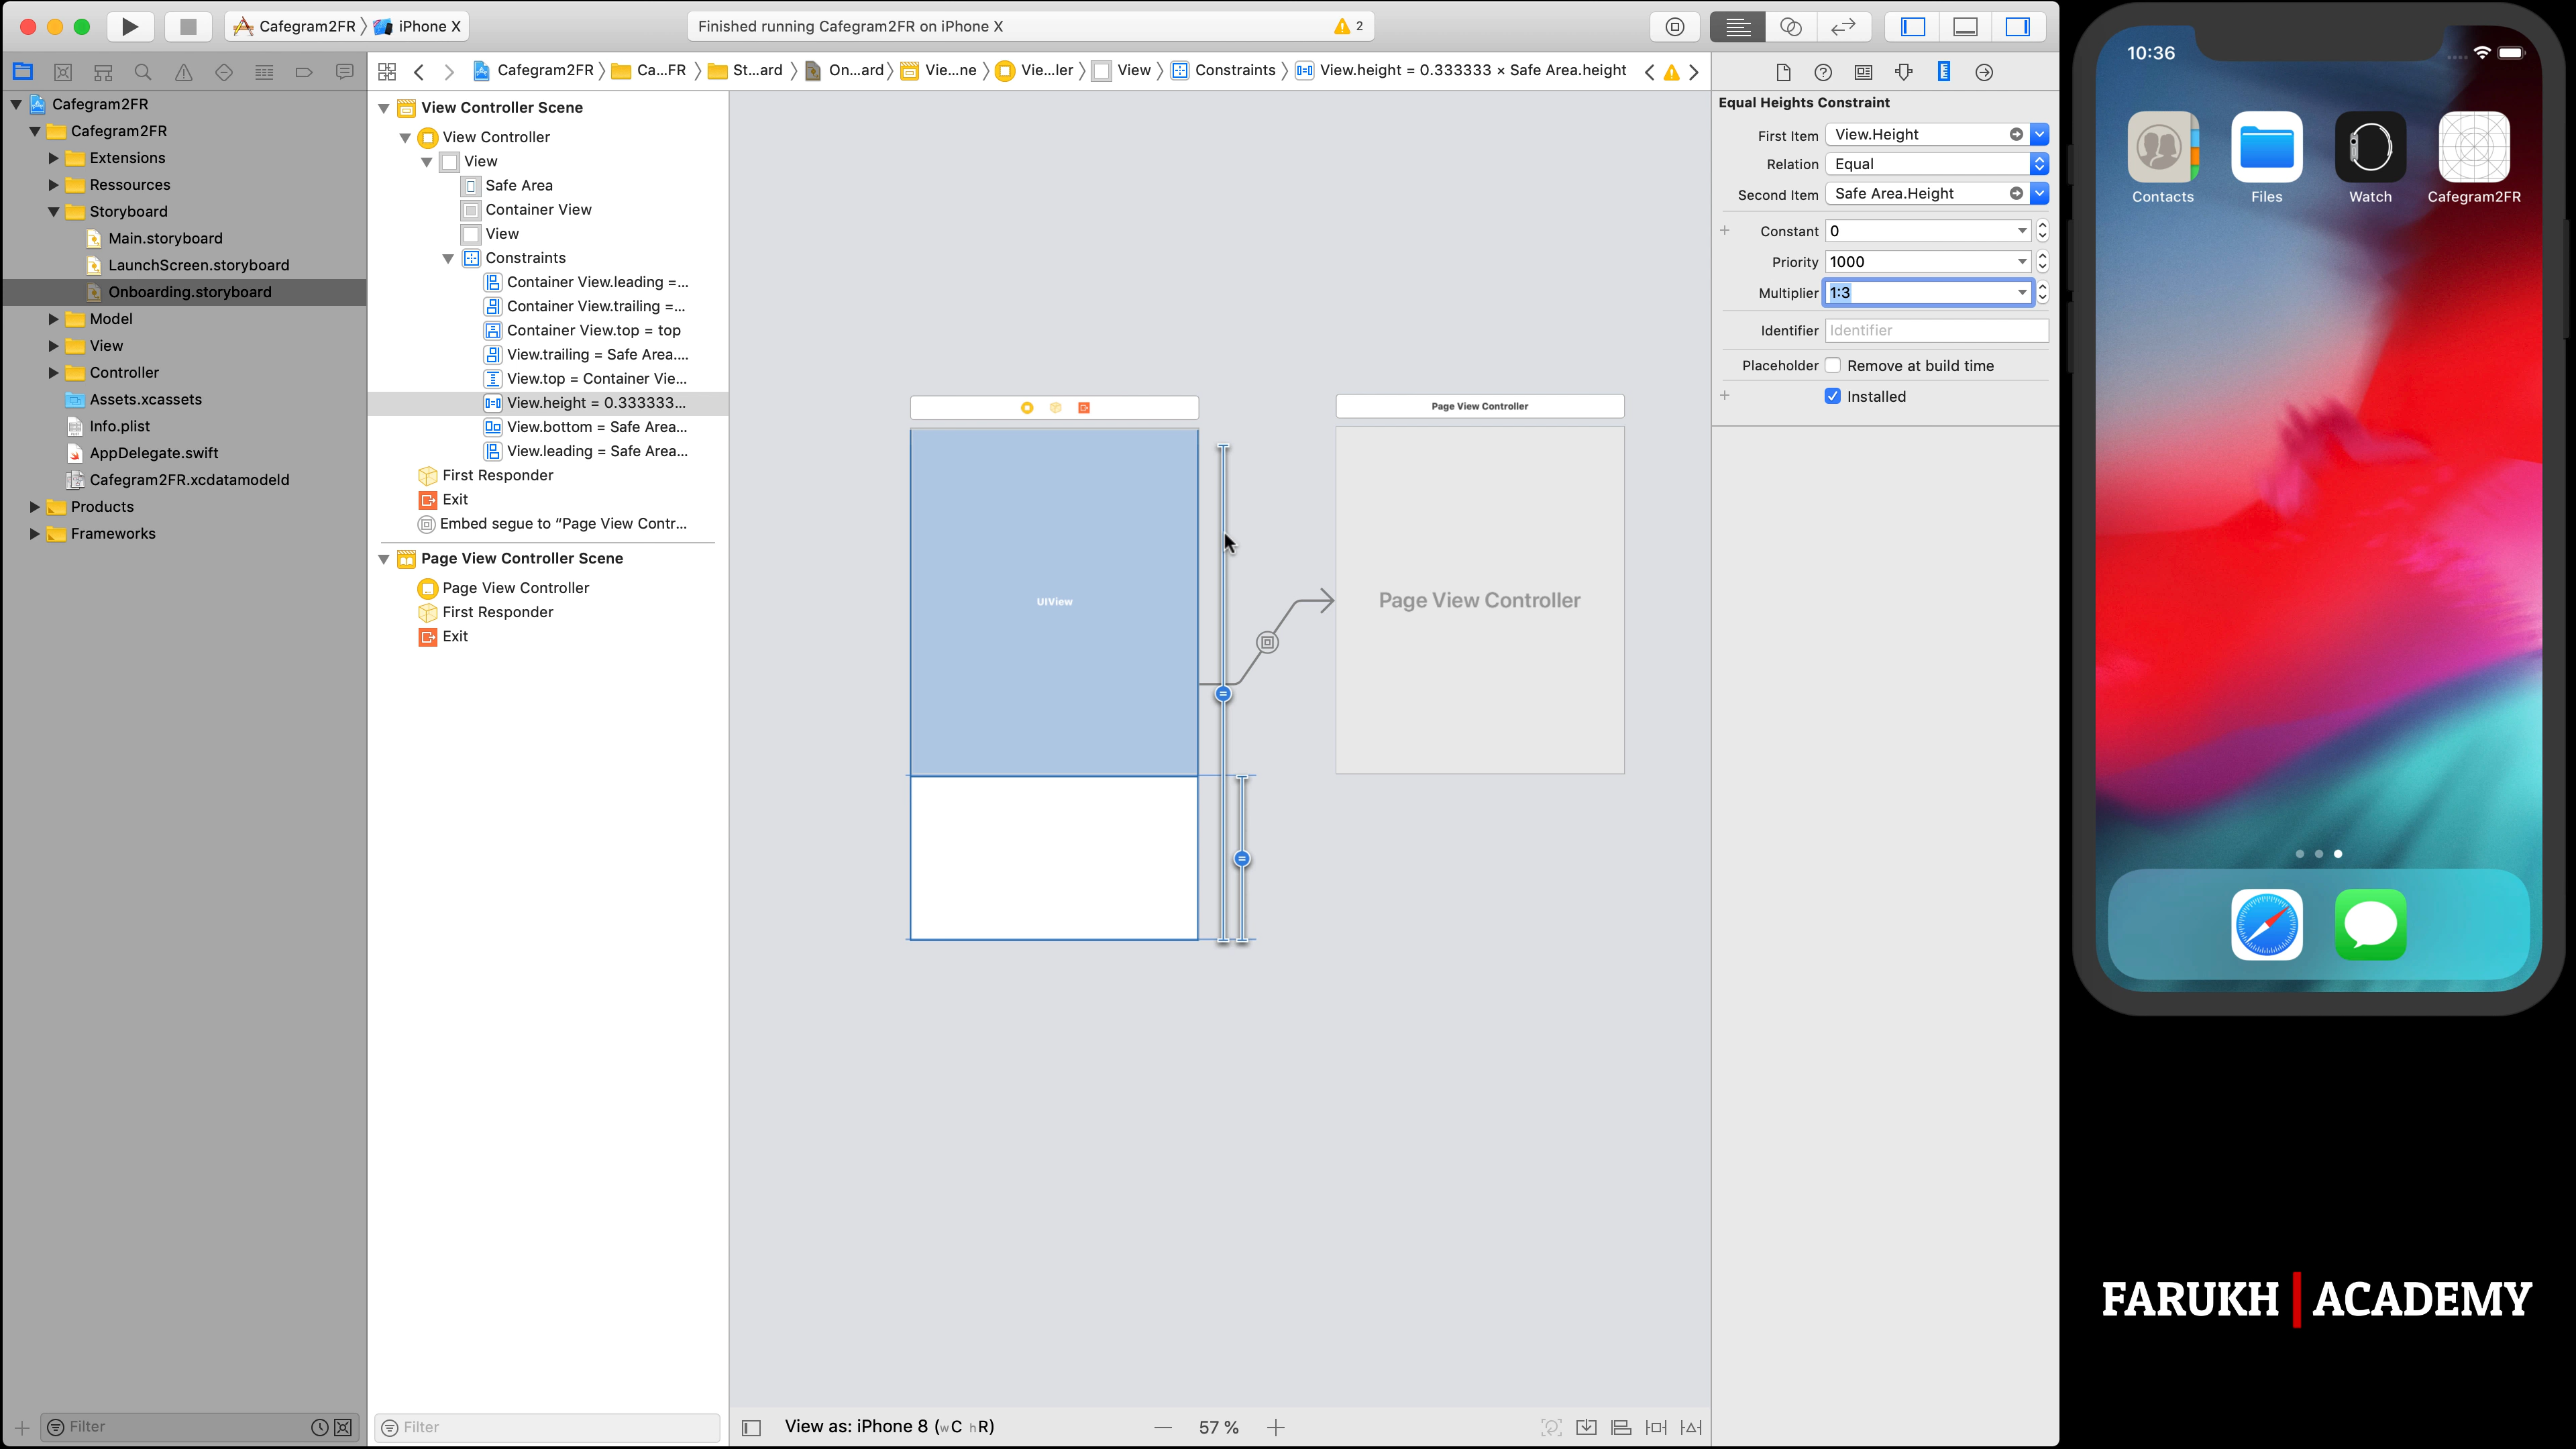 Cafegram2FR
iPhone X
Finished running Cafegram2FR on iPhone X
2
Cafegram2FR
Ca...FR
St...ard
On...ard
Vie...ne
Vie...ler
View
Constraints
View.height = 0.333333 × Safe Area.height
Cafegram2FR
Cafegram2FR
Extensions
Ressources
Storyboard
Main.storyboard
LaunchScreen.storyboard
Onboarding.storyboard
Model
View
Controller
Assets.xcassets
Info.plist
AppDelegate.swift
Cafegram2FR.xcdatamodeld
Products
Frameworks
Filter
View Controller Scene
View Controller
View
Safe Area
Container View
View
Constraints
Container View.leading =...
Container View.trailing =...
Container View.top = top
View.trailing = Safe Area....
View.top = Container Vie...
View.height = 0.333333...
View.bottom = Safe Area...
View.leading = Safe Area...
First Responder
Exit
Embed segue to “Page View Contr...
Page View Controller Scene
Page View Controller
First Responder
Exit
Filter
UIView
Page View Controller
Page View Controller
View as: iPhone 8 (wC hR)
57 %
Equal Heights Constraint
First Item View.Height
Relation Equal
Second Item Safe Area.Height
Constant 0
Priority 1000
Multiplier 1:3
Identifier Identifier
Placeholder Remove at build time
Installed
10:36
Contacts
Files
Watch
Cafegram2FR
FARUKH ACADEMY